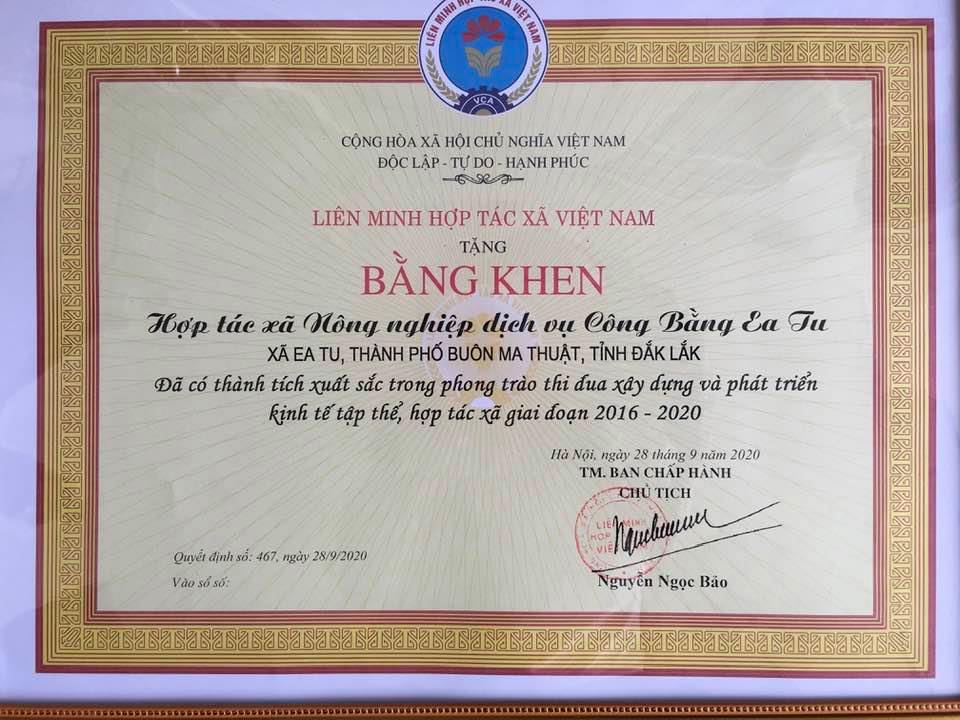 LIÊN MINH HỢP TÁC XÃ VIỆT NAM
VCA
CỘNG HÒA XÃ HỘI CHỦ NGHĨA VIỆT NAM
ĐỘC LẬP - TỰ DO - HẠNH PHÚC
LIÊN MINH HỢP TÁC XÃ VIỆT NAM
TẶNG
BẰNG KHEN
Hợp tác xã Nông nghiệp dịch vụ Công Bằng Ea Tu
XÃ EA TU, THÀNH PHỐ BUÔN MA THUẬT, TỈNH ĐẮK LẮK
Đã có thành tích xuất sắc trong phong trào thi đua xây dựng và phát triển
kinh tế tập thể, hợp tác xã giai đoạn 2016 - 2020
Hà Nội, ngày 28 tháng 9 năm 2020
TM. BAN CHẤP HÀNH
CHỦ TỊCH
LIÊN MINH
HỢP
VIỆT
Nguyễn Ngọc Bảo
Quyết định số: 467, ngày 28/9/2020
Vào sổ số: